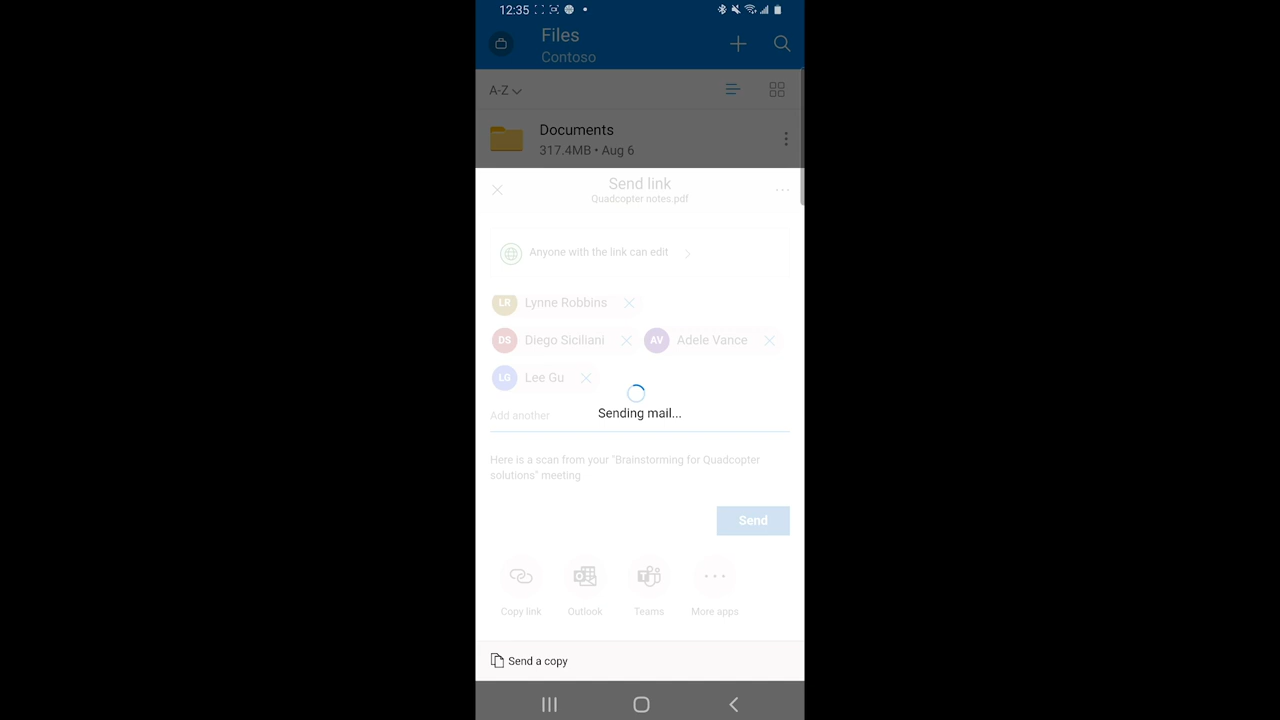 12:35
Files
Contoso
A-Z
Documents
317.4MB • Aug 6
Send link
Quadcopter notes.pdf
Anyone with the link can edit
LR Lynne Robbins
DS Diego Siciliani AV Adele Vance
LG Lee Gu
Add another
Sending mail...
Here is a scan from your "Brainstorming for Quadcopter
solutions" meeting
Send
Copy link Outlook Teams More apps
Send a copy